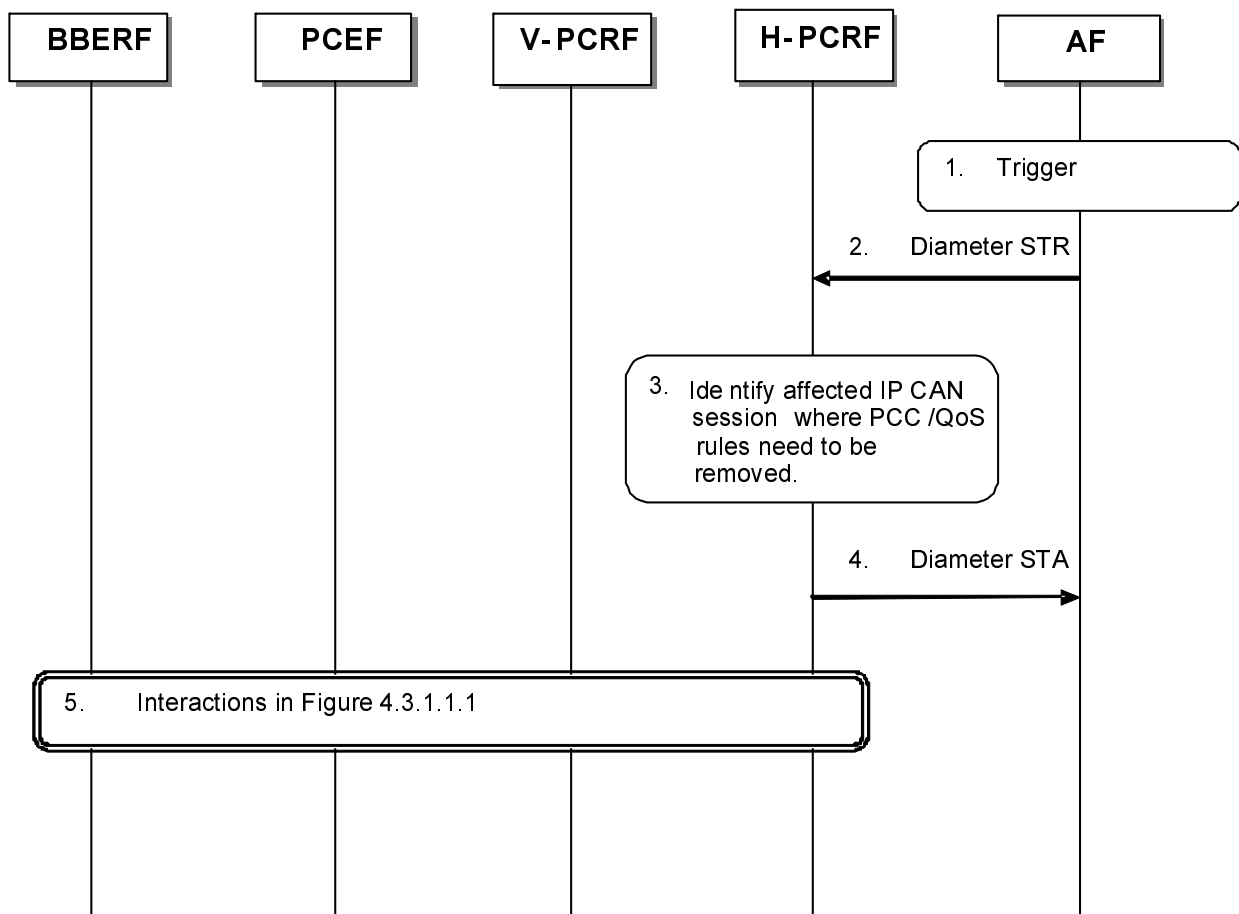 BBERF
PCEF
V-PCRF
H-PCRF
AF
1. Trigger
2. Diameter STR
3. Ide ntify affected IP CAN
session where PCC /QoS
rules need to be
removed.
4. Diameter STA
5. Interactions in Figure 4.3.1.1.1